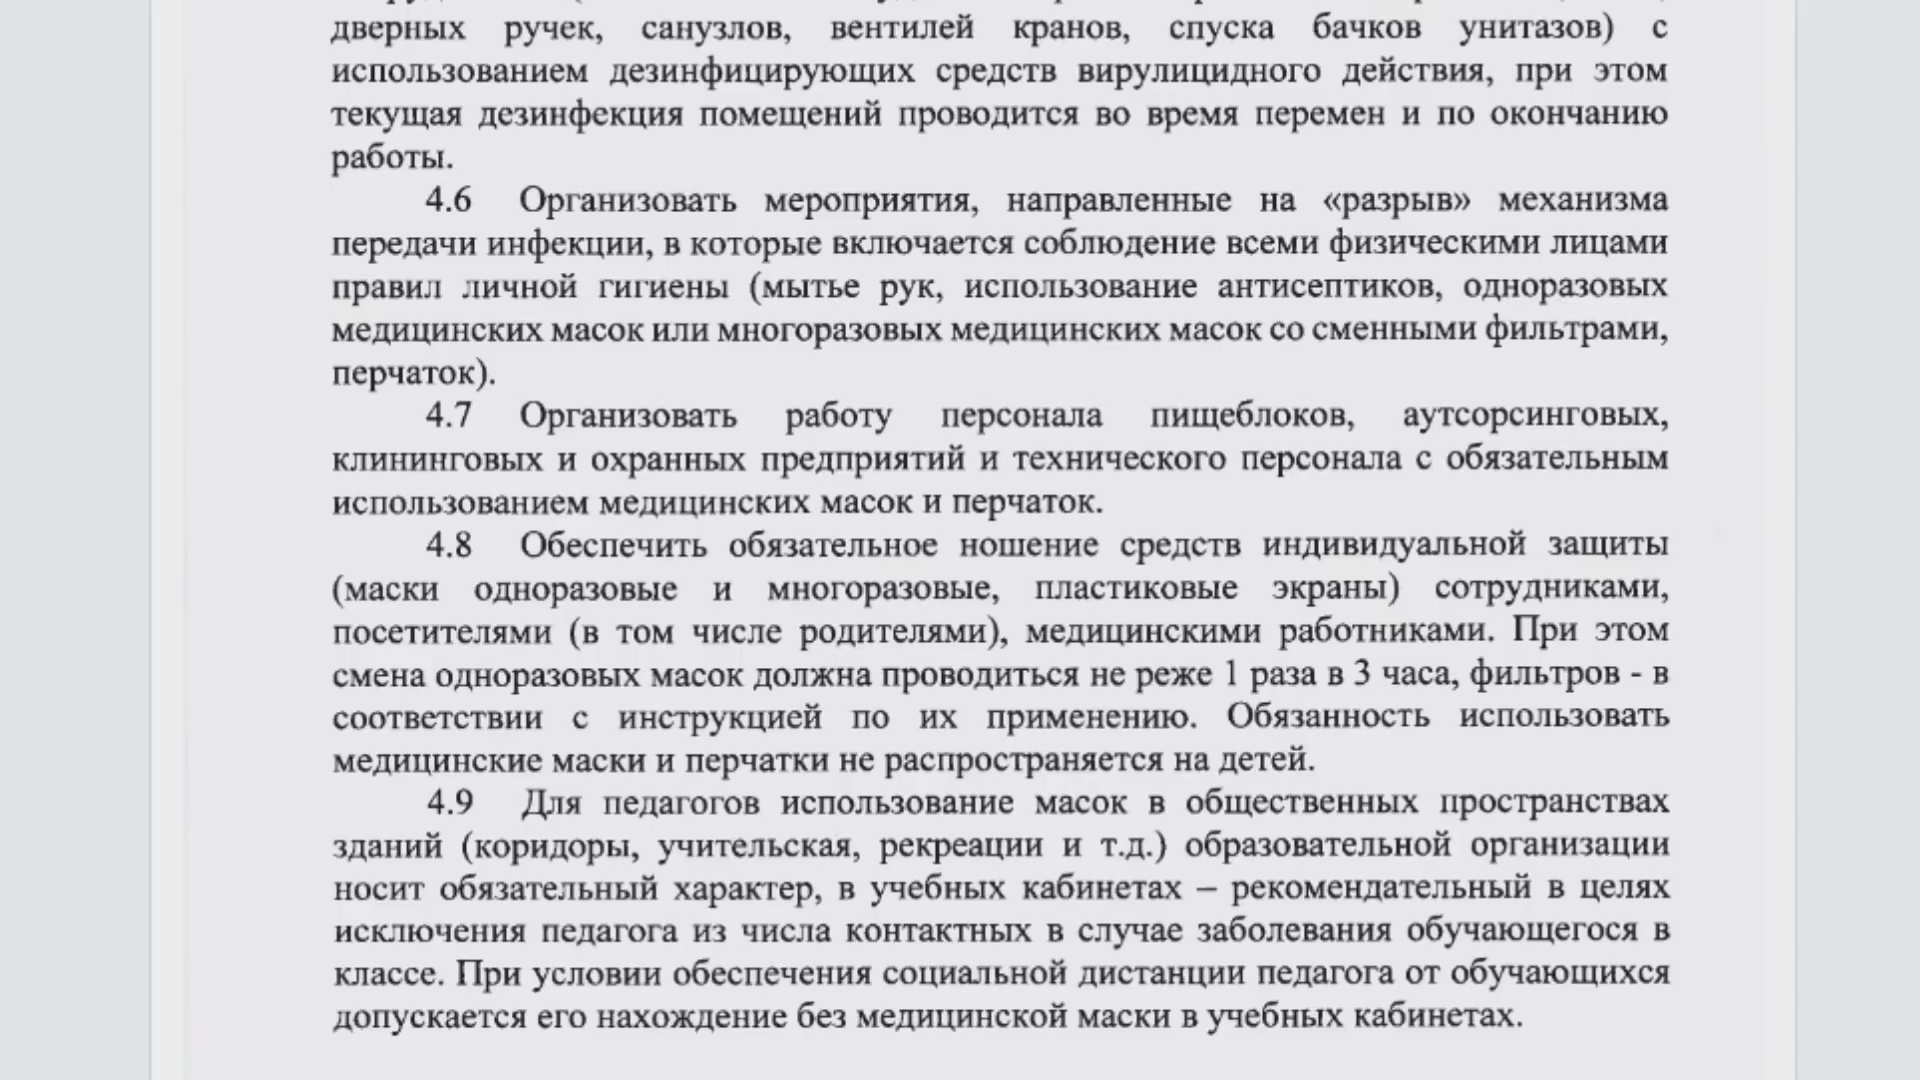 дверных ручек, санузлов, вентилей кранов, спуска бачков унитазов) с
использованием дезинфицирующих средств вирулицидного действия, при этом
текущая дезинфекция помещений проводится во время перемен и по окончанию
работы.
4.6 Организовать мероприятия, направленные на «разрыв» механизма
передачи инфекции, в которые включается соблюдение всеми физическими лицами
правил личной гигиены (мытье рук, использование антисептиков, одноразовых
медицинских масок или многоразовых медицинских масок со сменными фильтрами,
перчаток).
4.7 Организовать работу персонала пищеблоков, аутсорсинговых,
клининговых и охранных предприятий и технического персонала с обязательным
использованием медицинских масок и перчаток.
4.8 Обеспечить обязательное ношение средств индивидуальной защиты
(маски одноразовые и многоразовые, пластиковые экраны) сотрудниками,
посетителями (в том числе родителями), медицинскими работниками. При этом
смена одноразовых масок должна проводиться не реже 1 раза в 3 часа, фильтров - в
соответствии с инструкцией по их применению. Обязанность использовать
медицинские маски и перчатки не распространяется на детей.
4.9 Для педагогов использование масок в общественных пространствах
зданий (коридоры, учительская, рекреации и т.д.) образовательной организации
носит обязательный характер, в учебных кабинетах – рекомендательный в целях
исключения педагога из числа контактных в случае заболевания обучающегося в
классе. При условии обеспечения социальной дистанции педагога от обучающихся
допускается его нахождение без медицинской маски в учебных кабинетах.